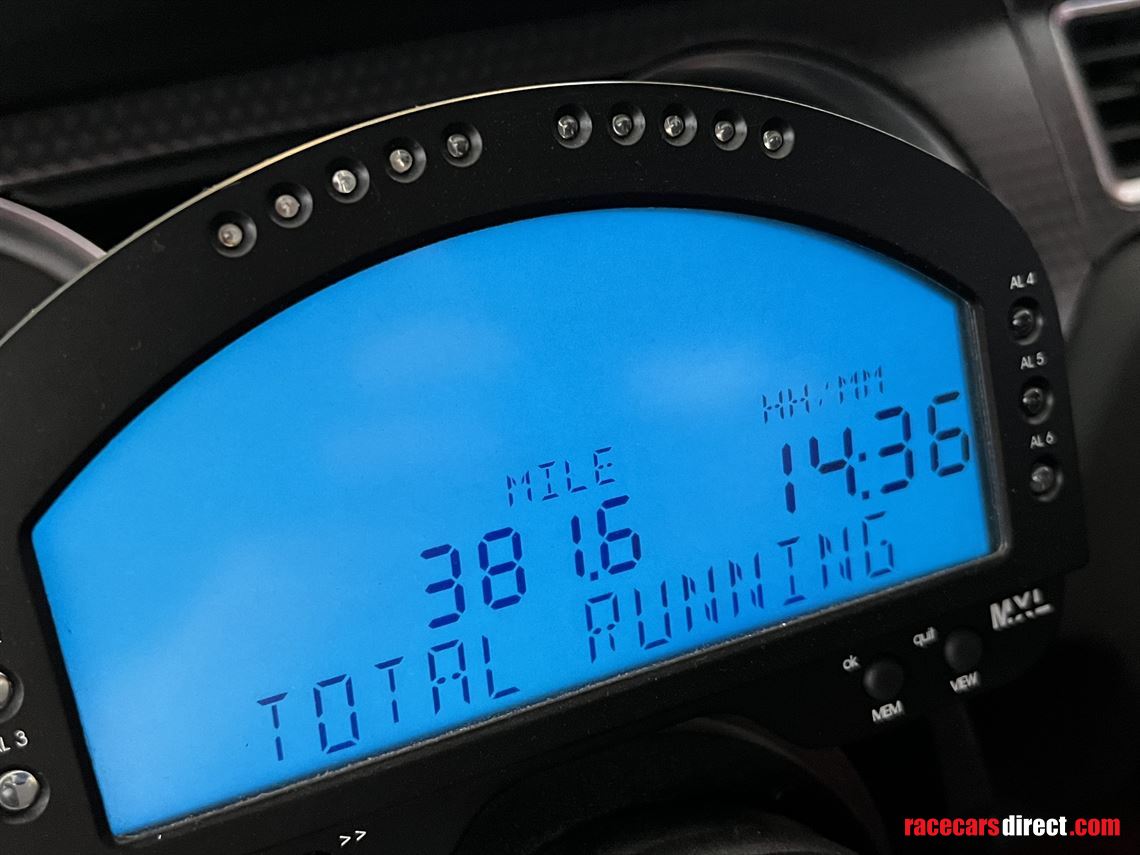 AL 4
AL 5
AL 6
HH/MM
14:36
MILE
381.6
TOTAL RUNNING
MXL
quit
VIEW
ok
MEM
AL 3
>>
racecarsdirect.com